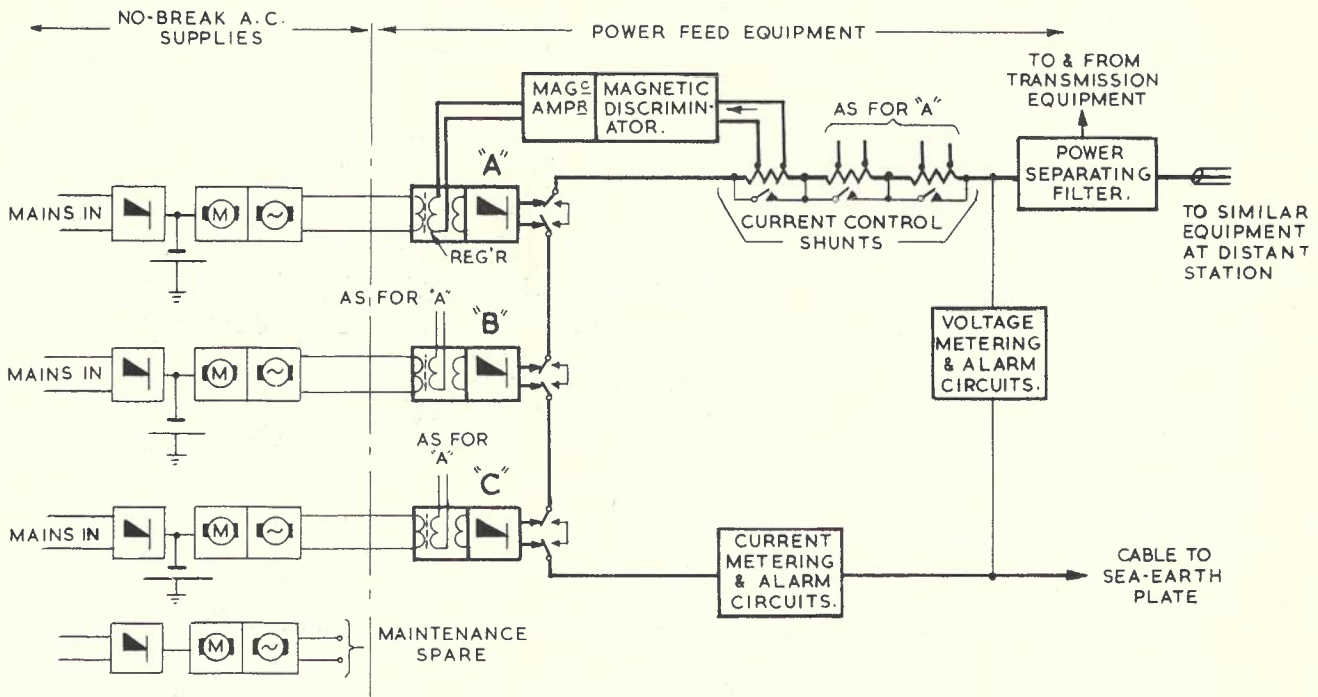 NO-BREAK A.C.
SUPPLIES
POWER FEED EQUIPMENT
TO & FROM
TRANSMISSION
EQUIPMENT
MAGC
AMPR
MAGNETIC
DISCRIMIN-
ATOR.
AS FOR "A"
POWER
SEPARATING
FILTER.
"A"
MAINS IN
M
REG'R
CURRENT CONTROL
SHUNTS
TO SIMILAR
EQUIPMENT
AT DISTANT
STATION
AS FOR "A"
"B"
MAINS IN
M
VOLTAGE
METERING
& ALARM
CIRCUITS.
AS FOR
"A"
"C"
MAINS IN
M
CURRENT
METERING
& ALARM
CIRCUITS.
CABLE TO
SEA-EARTH
PLATE
M
MAINTENANCE
SPARE